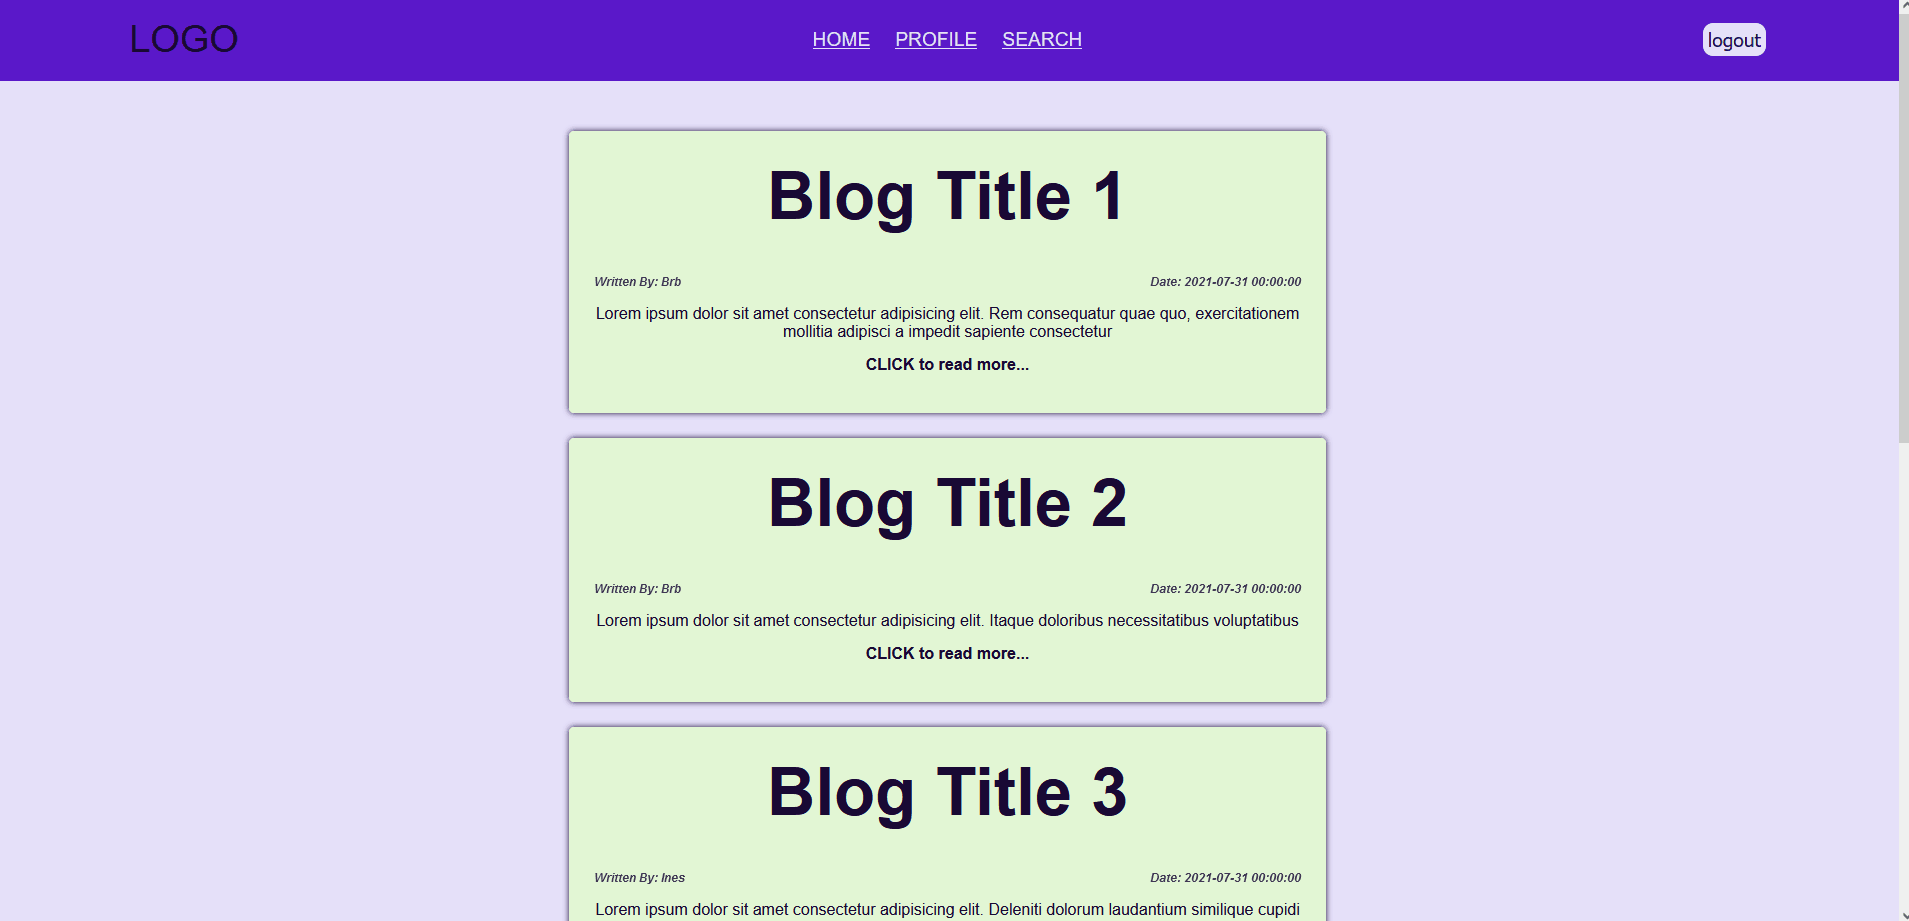 LOGO
HOME PROFILE SEARCH
logout
Blog Title 1
Written By: Brb
Date: 2021-07-31 00:00:00
Lorem ipsum dolor sit amet consectetur adipisicing elit. Rem consequatur quae quo, exercitationem
mollitia adipisci a impedit sapiente consectetur
CLICK to read more...
Blog Title 2
Written By: Brb
Date: 2021-07-31 00:00:00
Lorem ipsum dolor sit amet consectetur adipisicing elit. Itaque doloribus necessitatibus voluptatibus
CLICK to read more...
Blog Title 3
Written By: Ines
Date: 2021-07-31 00:00:00
Lorem ipsum dolor sit amet consectetur adipisicing elit. Deleniti dolorum laudantium similique cupidi